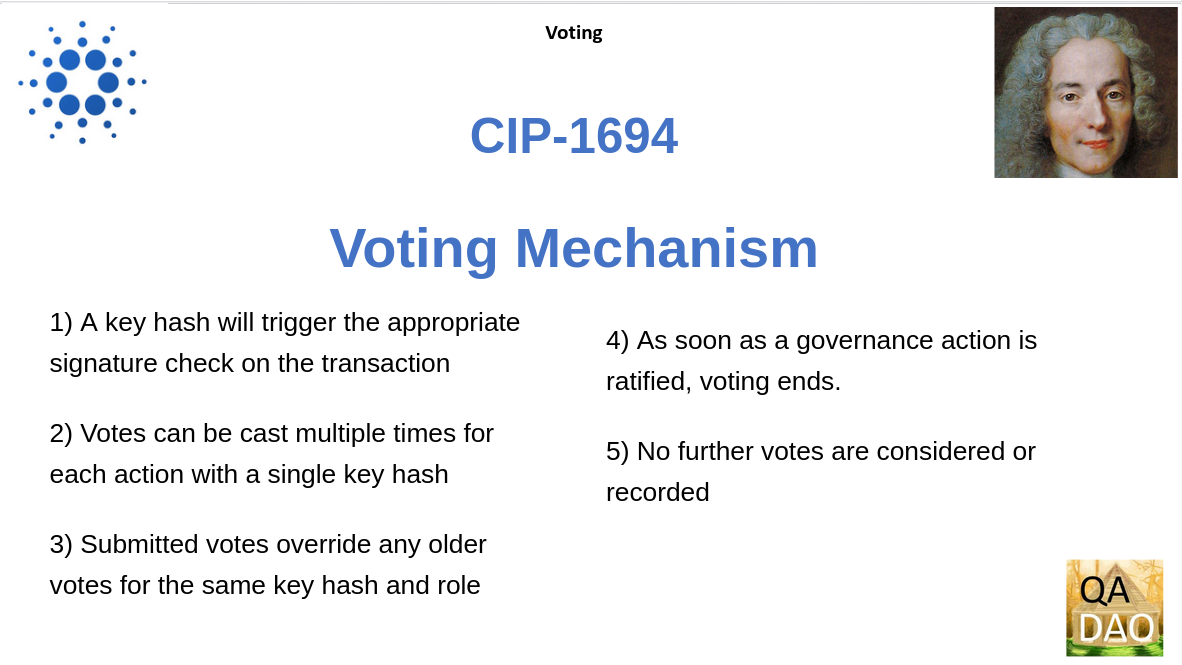 Voting
CIP-1694
Voting Mechanism
1) A key hash will trigger the appropriate
signature check on the transaction
2) Votes can be cast multiple times for
each action with a single key hash
3) Submitted votes override any older
votes for the same key hash and role
4) As soon as a governance action is
ratified, voting ends.
5) No further votes are considered or
recorded
QA
DAO